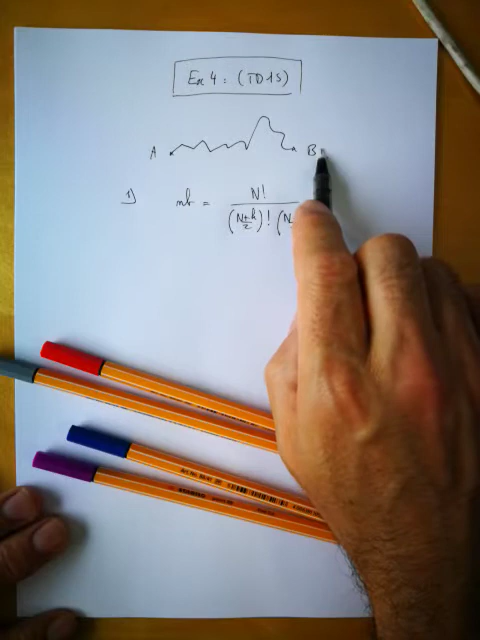 Ex 4 : (TD 15)
A B
1) nb = N! / (N+k/2)! (N